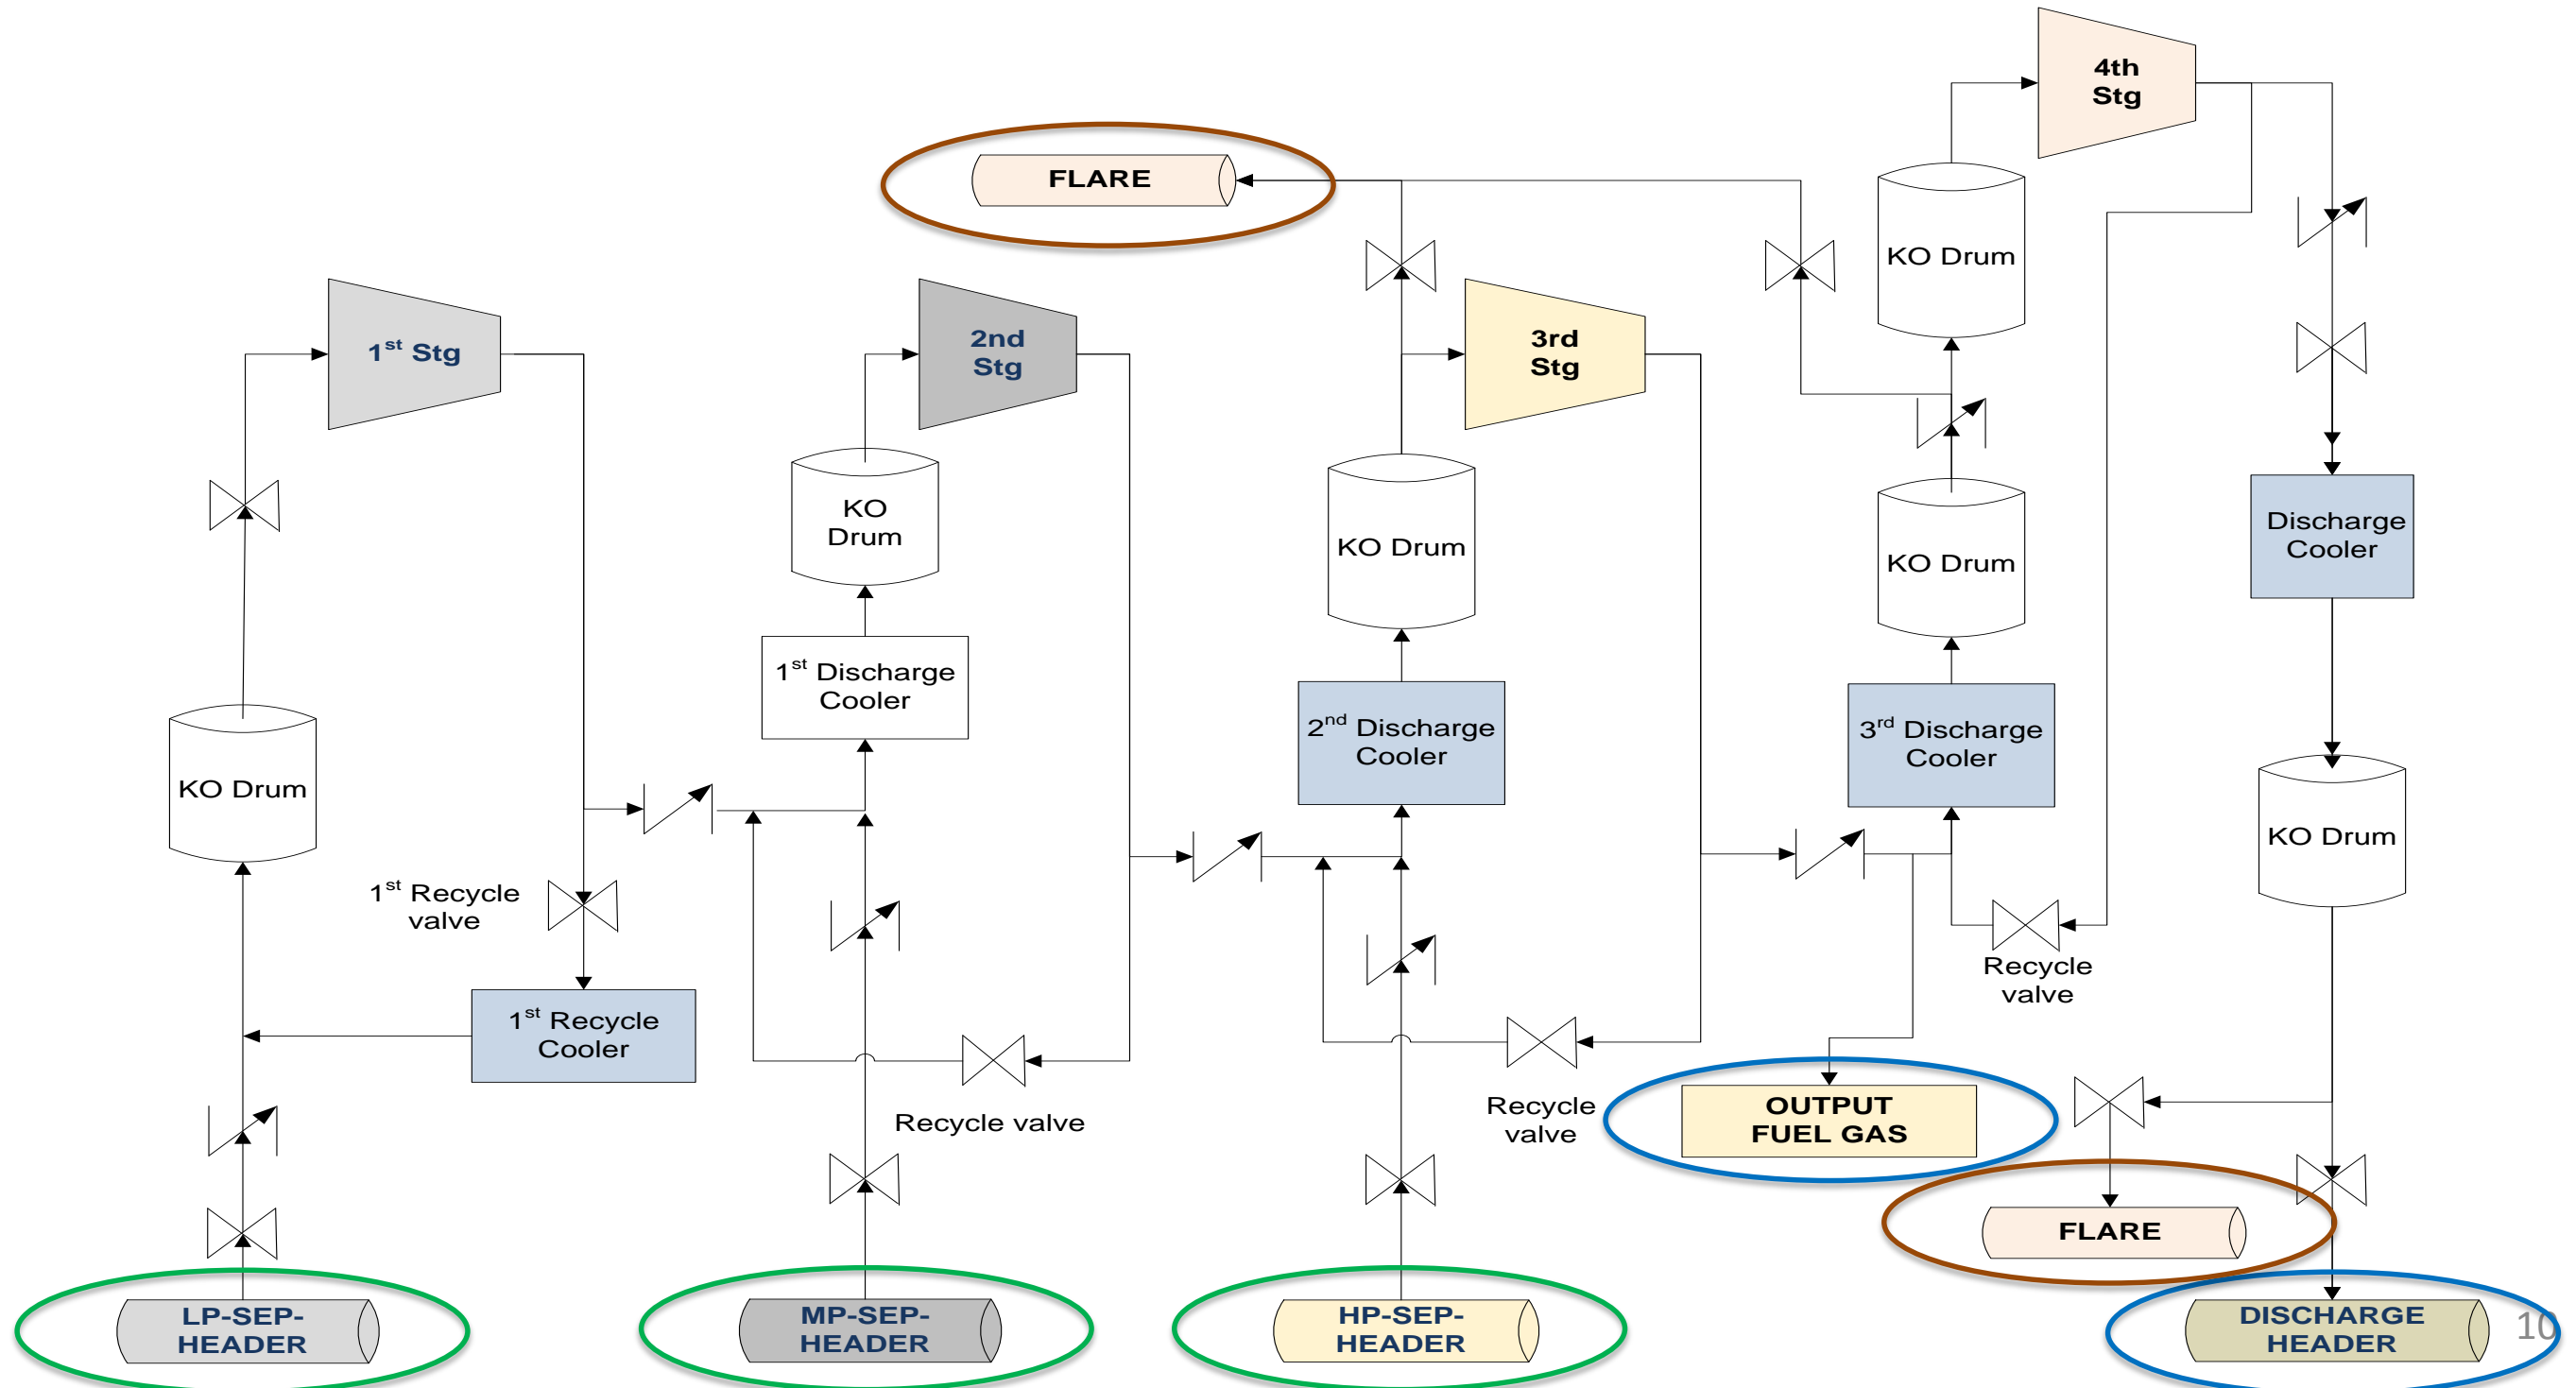 4th
Stg
FLARE
KO Drum
1st Stg
2nd
Stg
3rd
Stg
KO
Drum
KO Drum
KO Drum
Discharge
Cooler
1st Discharge
Cooler
2nd Discharge
Cooler
3rd Discharge
Cooler
KO Drum
KO Drum
1st Recycle
valve
Recycle
valve
1st Recycle
Cooler
Recycle valve
Recycle
valve
OUTPUT
FUEL GAS
FLARE
LP-SEP-
HEADER
MP-SEP-
HEADER
HP-SEP-
HEADER
DISCHARGE
HEADER
10